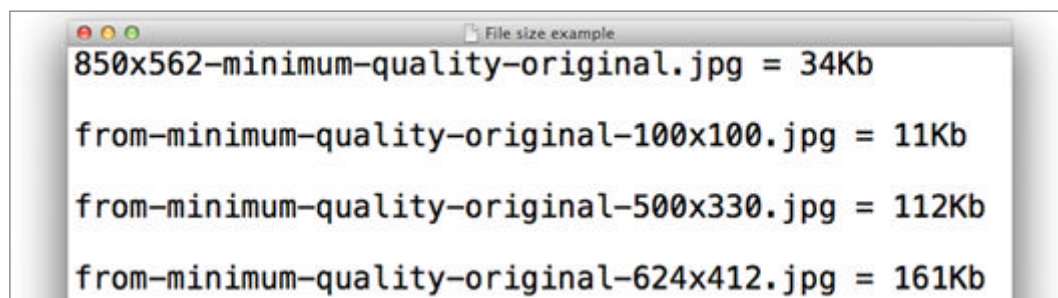 File size example
850x562-minimum-quality-original.jpg = 34Kb
from-minimum-quality-original-100x100.jpg = 11Kb
from-minimum-quality-original-500x330.jpg = 112Kb
from-minimum-quality-original-624x412.jpg = 161Kb